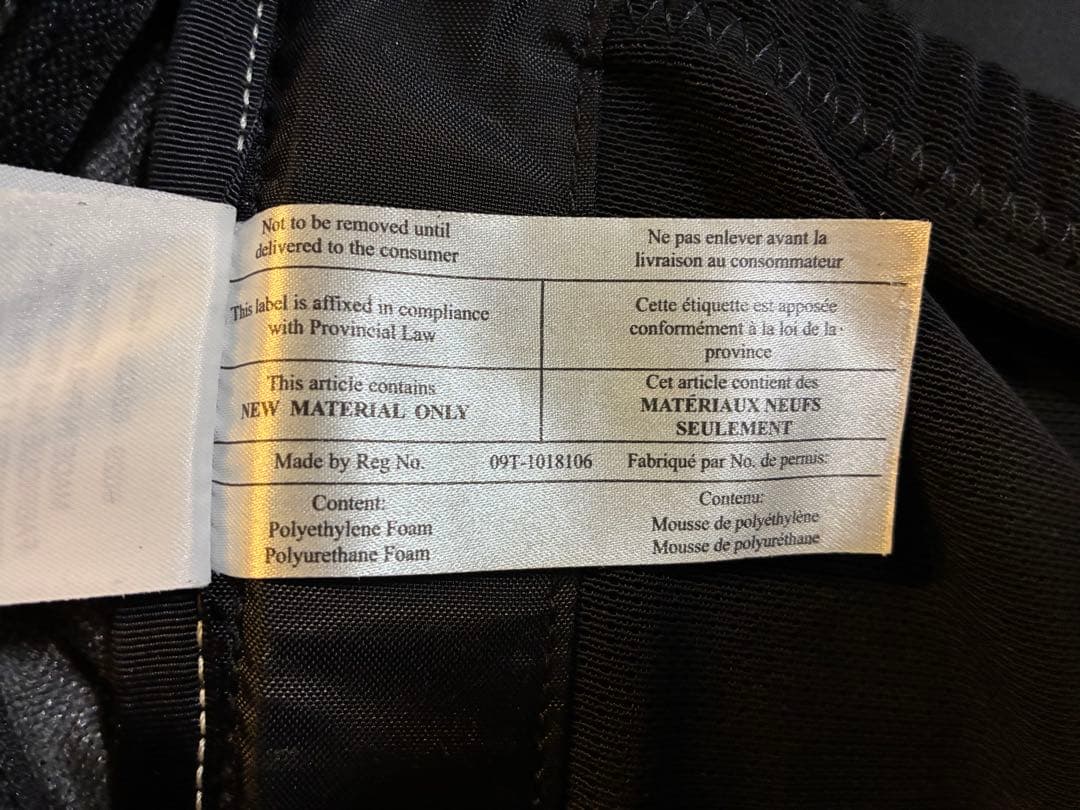 Not to be removed until
delivered to the consumer
Ne pas enlever avant la
livraison au consommateur
This label is affixed in compliance
with Provincial Law
Cette étiquette est apposée
conformément à la loi de la
province
This article contains
NEW MATERIAL ONLY
Cet article contient des
MATÉRIAUX NEUFS
SEULEMENT
Made by Reg No. 09T-1018106 Fabriqué par No. de permis:
Content:
Polyethylene Foam
Polyurethane Foam
Contenu:
Mousse de polyéthylène
Mousse de polyuréthane